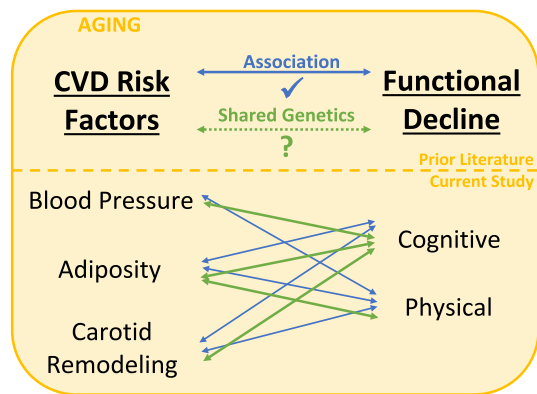 AGING
CVD Risk
Factors
Association
✓
Shared Genetics
?
Functional
Decline
Prior Literature
Current Study
Blood Pressure
Adiposity
Carotid
Remodeling
Cognitive
Physical